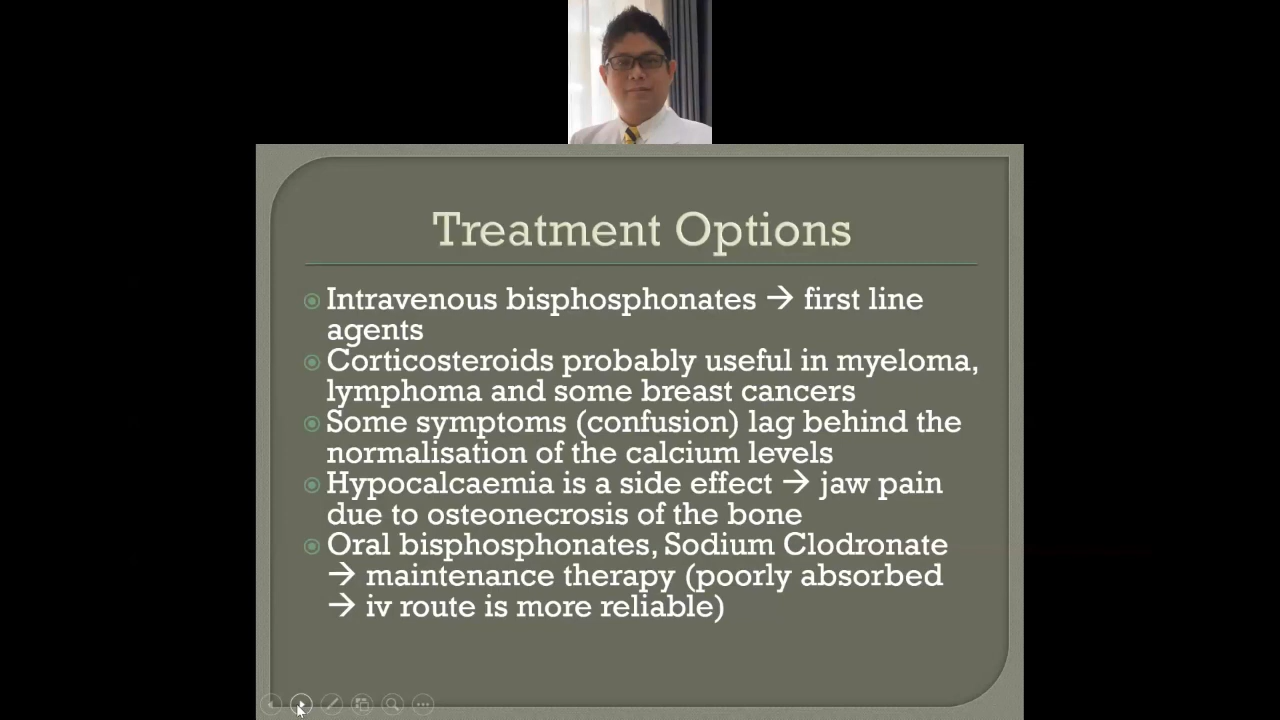 Treatment Options
Intravenous bisphosphonates → first line
agents
Corticosteroids probably useful in myeloma,
lymphoma and some breast cancers
Some symptoms (confusion) lag behind the
normalisation of the calcium levels
Hypocalcaemia is a side effect → jaw pain
due to osteonecrosis of the bone
Oral bisphosphonates, Sodium Clodronate
→ maintenance therapy (poorly absorbed
→ iv route is more reliable)